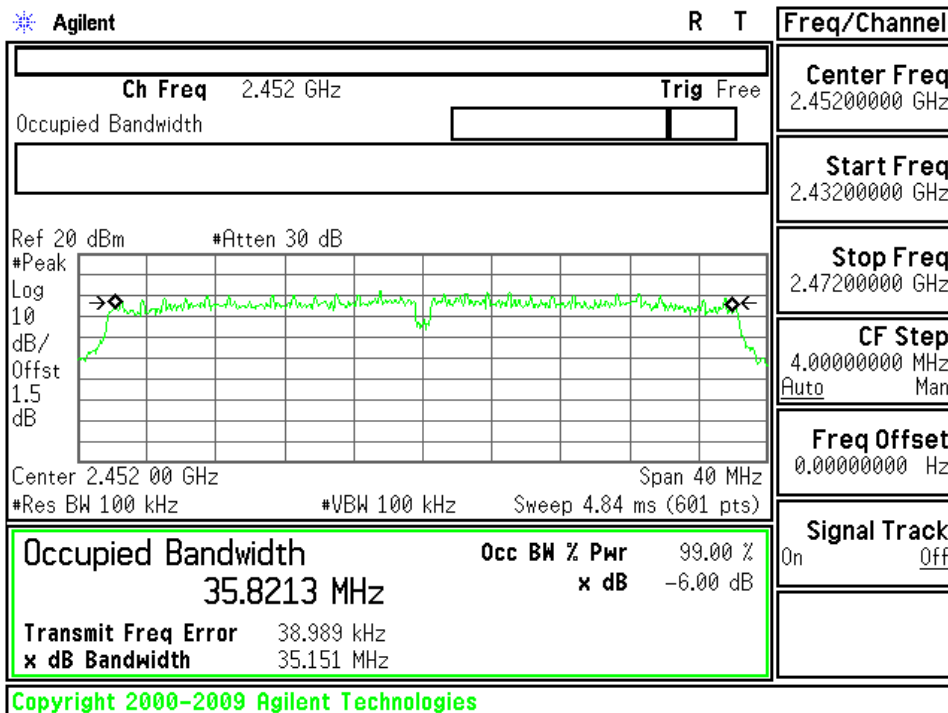 Agilent R T
Ch Freq 2.452 GHz Trig Free
Occupied Bandwidth
Ref 20 dBm #Atten 30 dB
#Peak
Log
10
dB/
Offst
1.5
dB
Center 2.452 00 GHz Span 40 MHz
#Res BW 100 kHz #VBW 100 kHz Sweep 4.84 ms (601 pts)
Occupied Bandwidth Occ BW % Pwr 99.00 %
35.8213 MHz x dB -6.00 dB
Transmit Freq Error 38.989 kHz
x dB Bandwidth 35.151 MHz
Copyright 2000-2009 Agilent Technologies
Freq/Channel
Center Freq
2.45200000 GHz
Start Freq
2.43200000 GHz
Stop Freq
2.47200000 GHz
CF Step
4.00000000 MHz
Auto Man
Freq Offset
0.00000000 Hz
Signal Track
On Off